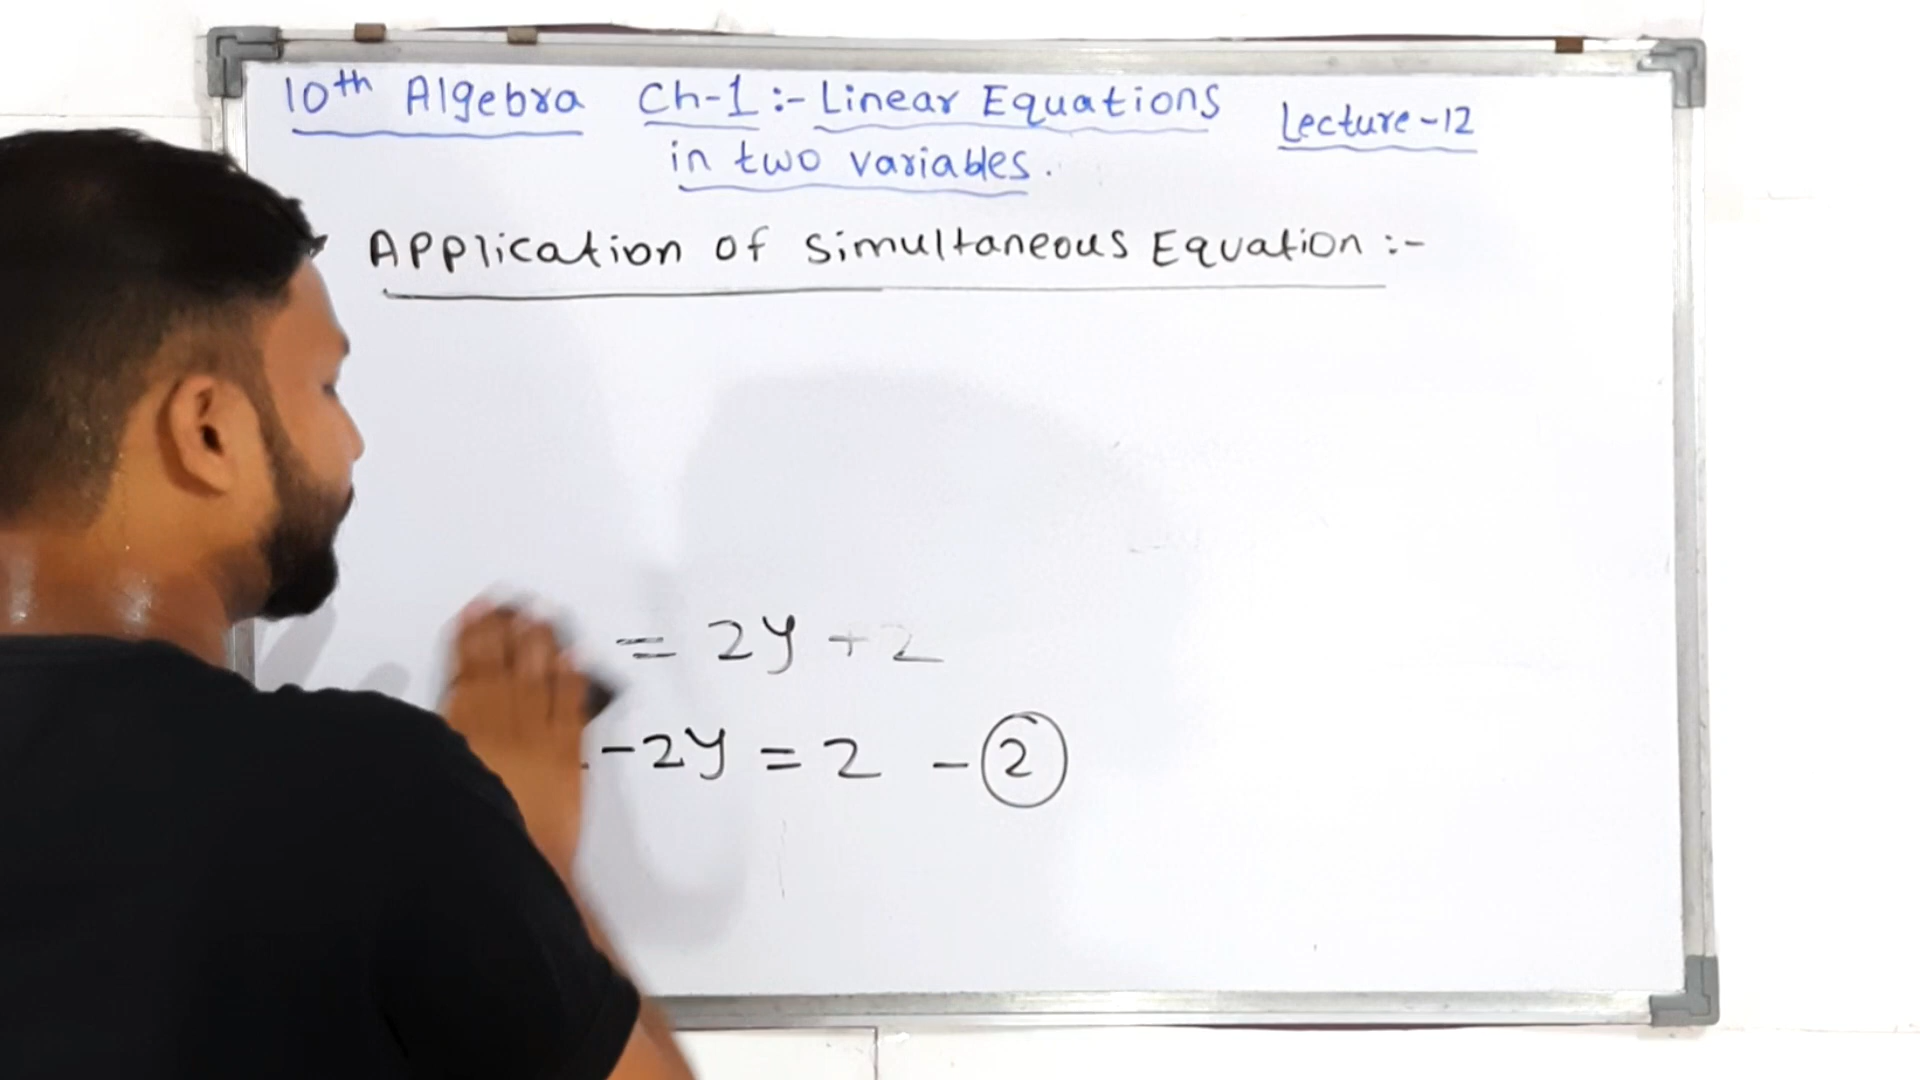 10th Algebra Ch-1 :- Linear Equations Lecture-12
in two variables.
Application of simultaneous Equation :-
= 2y + 2
-2y = 2 - 2